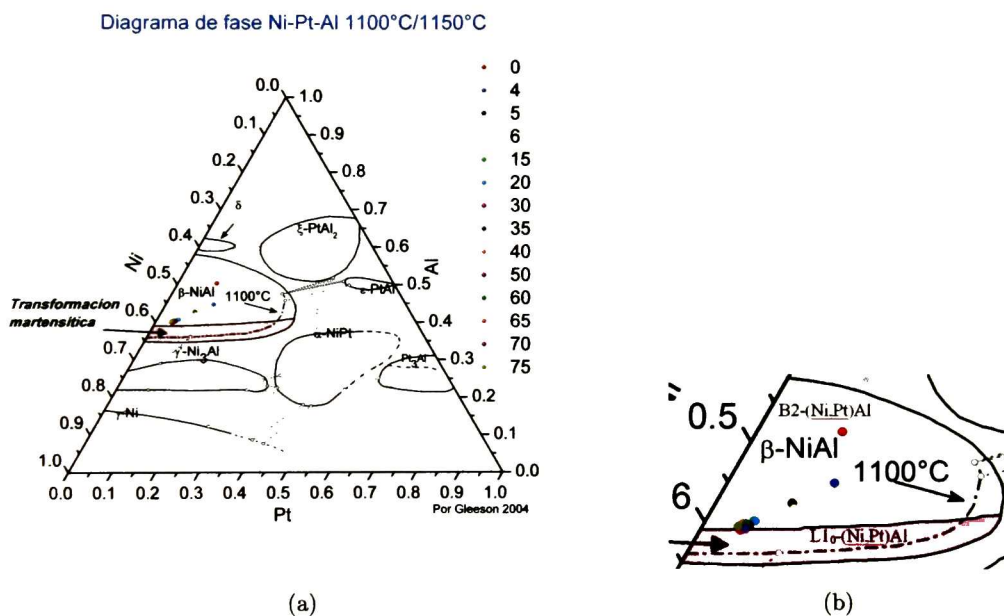 Diagrama de fase Ni-Pt-Al 1100°C/1150°C
0.0
1.0
0.1
0.9
0.2
0.8
0.3
0.7
δ
ξ-PtAl₂
0.4
0.6
Ni
Al
0.5
β-NiAl
1100°C
0.5
ε-PtAl
Transformacion
martensítica
0.6
0.4
α-NiPt
0.7
γ'-Ni₃Al
Pt₃Al
0.3
0.8
0.2
0.9
γ-Ni
0.1
1.0
0.0
0.0
0.1
0.2
0.3
0.4
0.5
0.6
0.7
0.8
0.9
1.0
Pt
Por Gleeson 2004
0
4
5
6
15
20
30
35
40
50
60
65
70
75
(a)
0.5
B2-(Ni,Pt)Al
β-NiAl
1100°C
6
L1₀-(Ni,Pt)Al
(b)